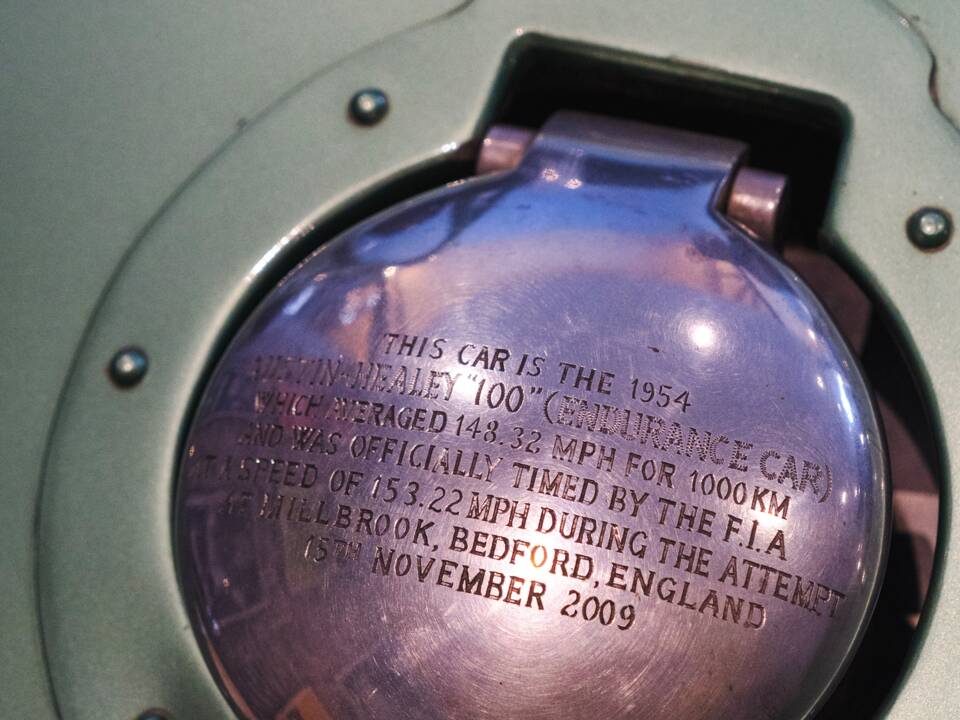 THIS CAR IS THE 1954
AUSTIN-HEALEY "100" (ENDURANCE CAR)
WHICH AVERAGED 148.32 MPH FOR 1000KM
AND WAS OFFICIALLY TIMED BY THE F.I.A
AT A SPEED OF 153.22 MPH DURING THE ATTEMPT
AT MILLBROOK, BEDFORD, ENGLAND
15TH NOVEMBER 2009